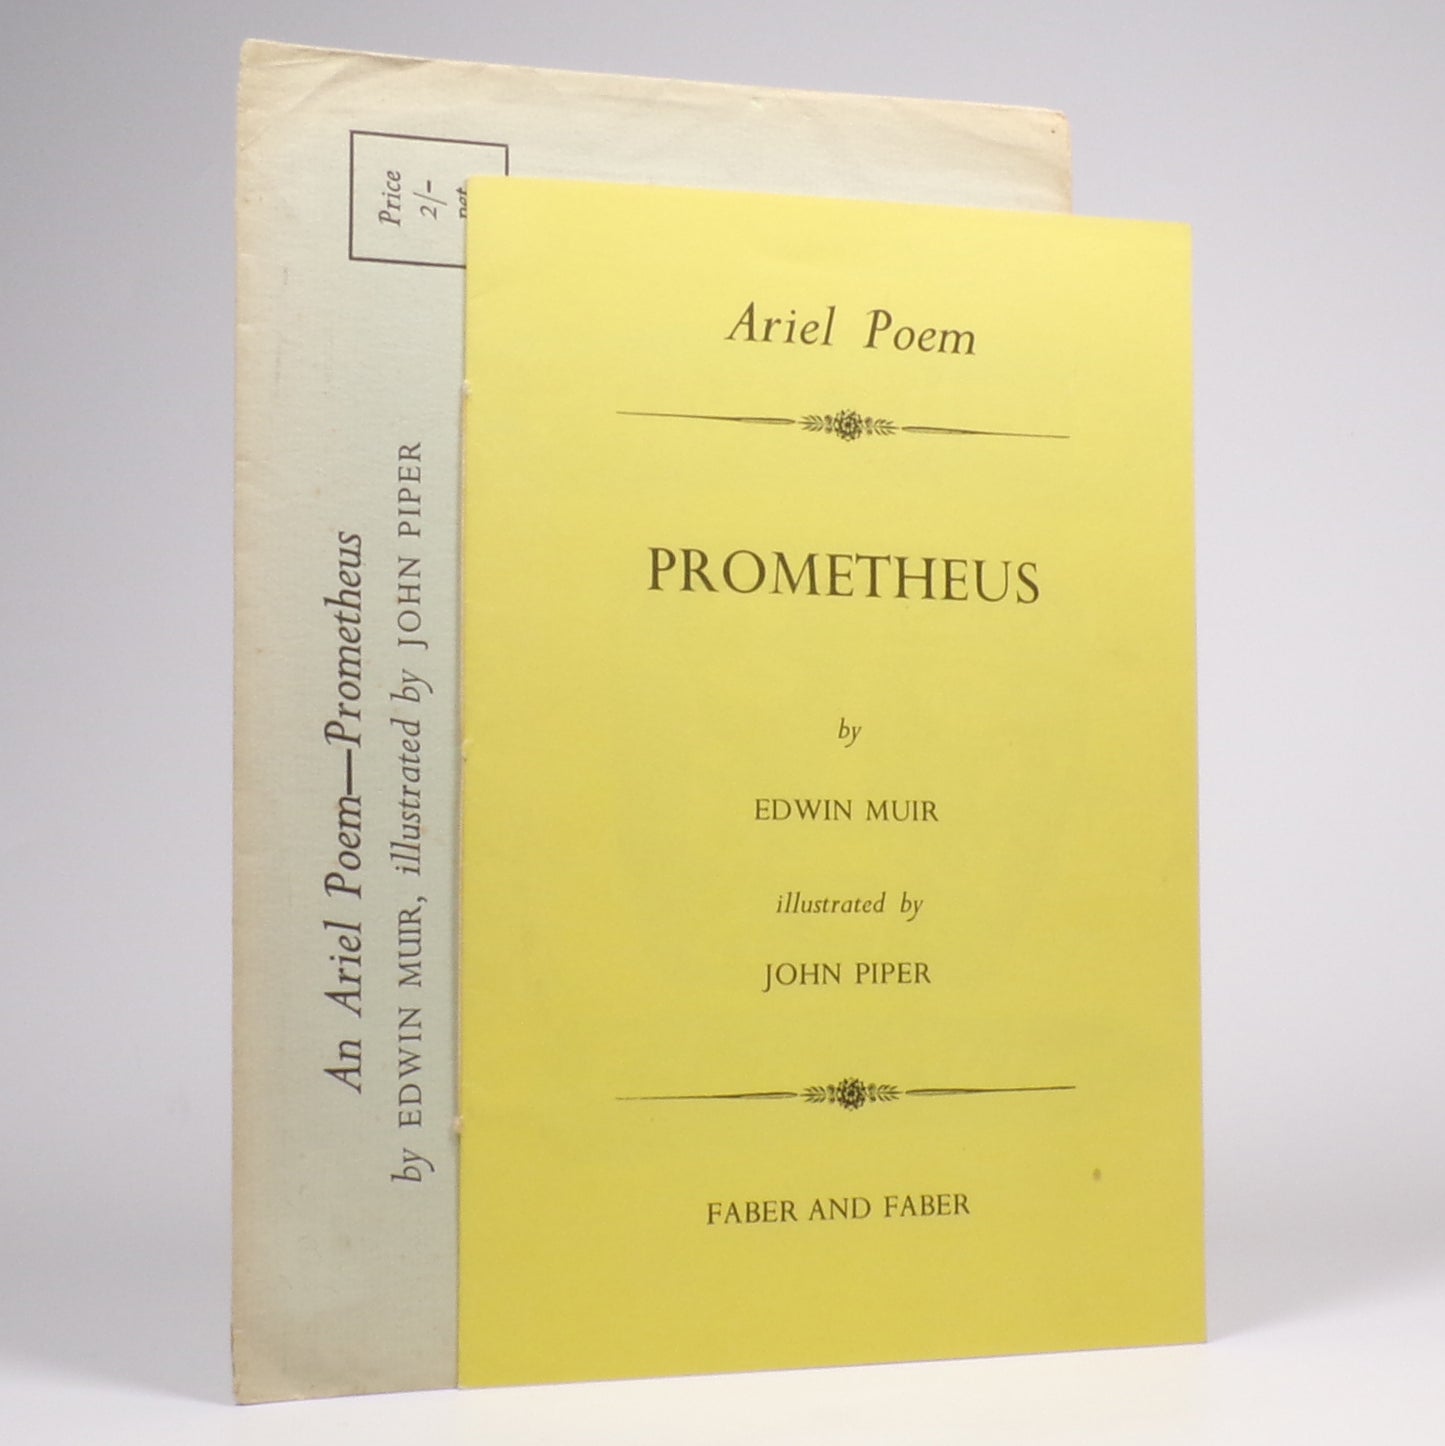 Ariel Poem
PROMETHEUS
by
EDWIN MUIR
illustrated by
JOHN PIPER
FABER AND FABER
An Ariel Poem—Prometheus
by EDWIN MUIR, illustrated by JOHN PIPER
Price
2/-
net